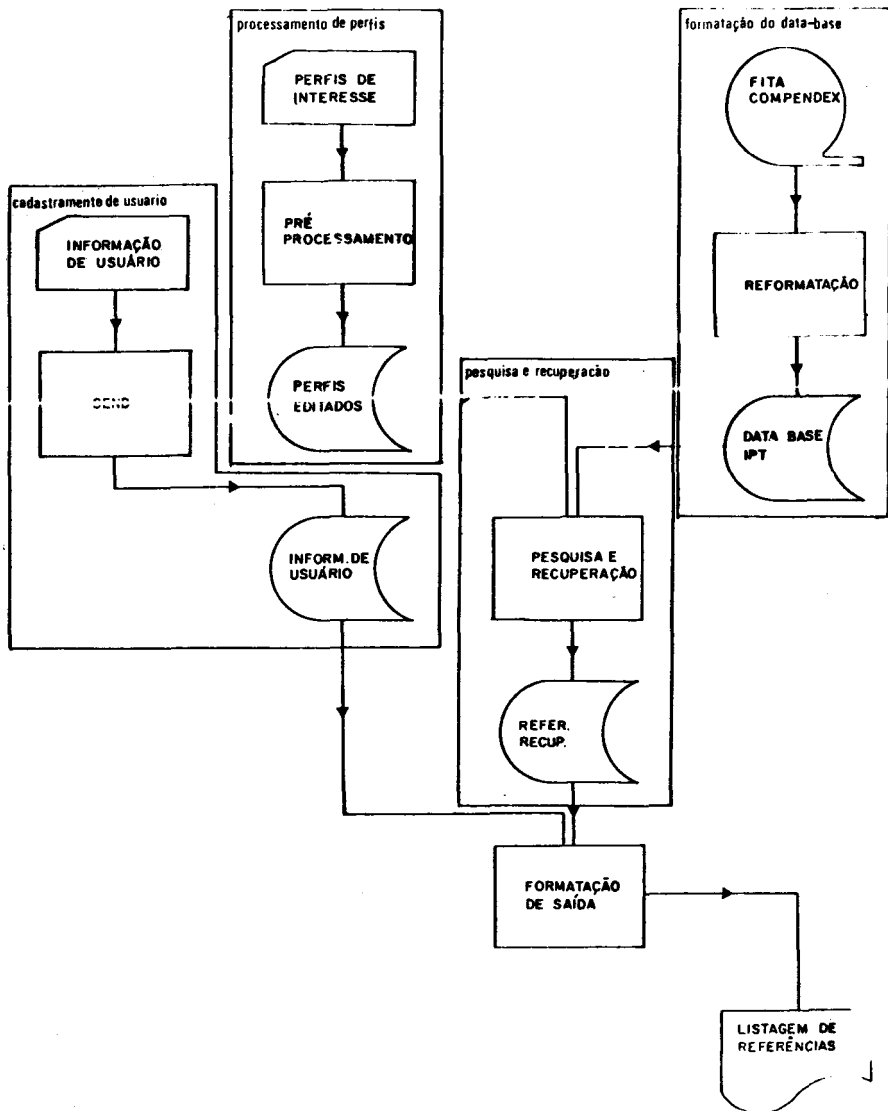 processamento de perfis
PERFIS DE
INTERESSE
PRÉ
PROCESSAMENTO
PERFIS
EDITADOS
formatação do data-base
FITA
COMPENDEX
REFORMATAÇÃO
DATA BASE
IPT
cadastramento de usuario
INFORMAÇÃO
DE USUÁRIO
INFORM. DE
USUÁRIO
pesquisa e recuperação
PESQUISA E
RECUPERAÇÃO
REFER.
RECUP.
FORMATAÇÃO
DE SAÍDA
LISTAGEM DE
REFERÊNCIAS